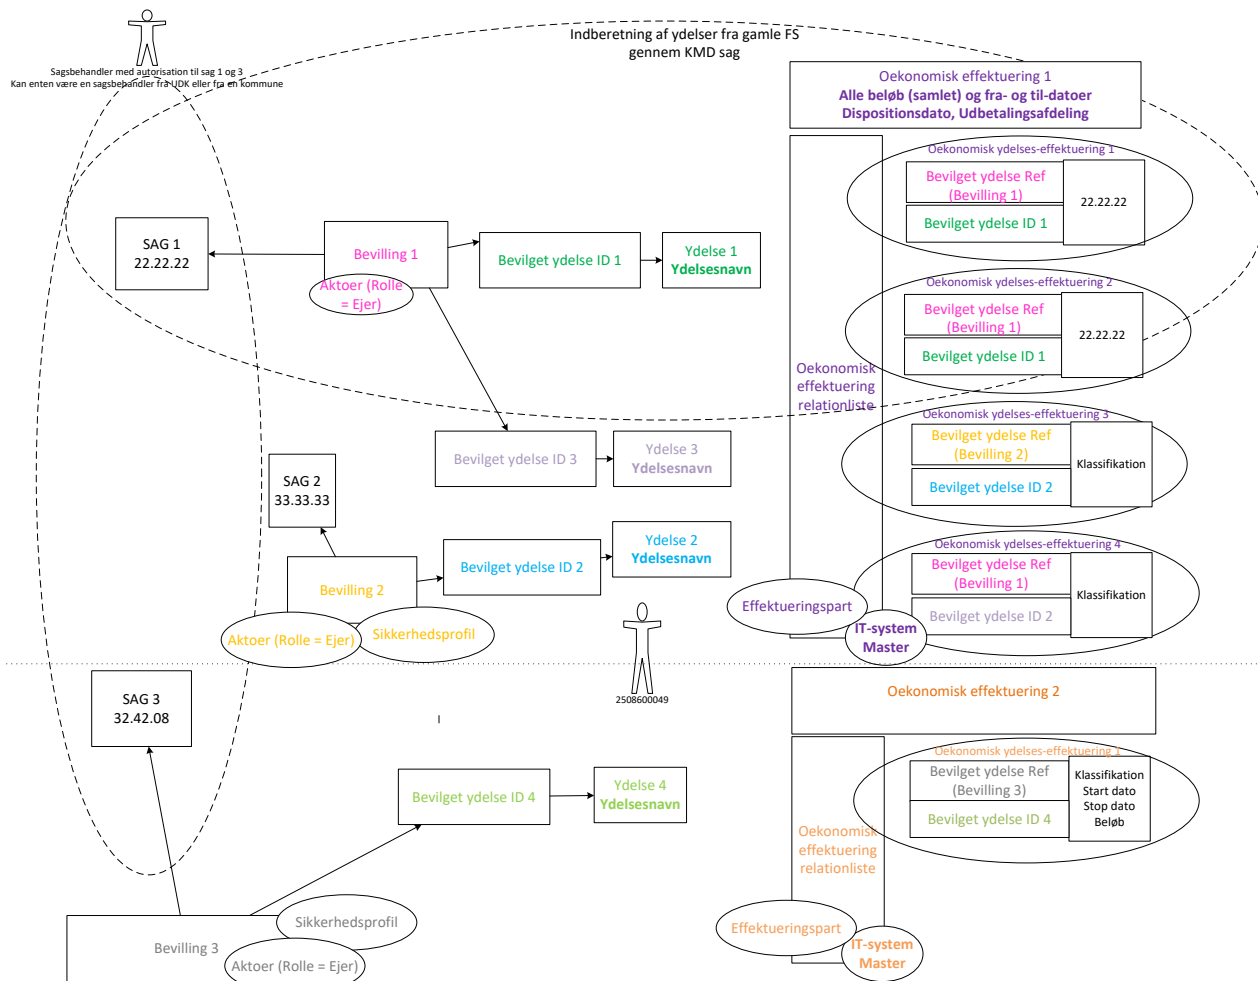 Indberetning af ydelser fra gamle FS
gennem KMD sag
Sagsbehandler med autorisation til sag 1 og 3
Kan enten være en sagsbehandler fra UDK eller fra en kommune
Oekonomisk effektuering 1
Alle beløb (samlet) og fra- og til-datoer
Dispositionsdato, Udbetalingsafdeling
Oekonomisk ydelses-effektuering 1
Bevilget ydelse Ref
(Bevilling 1)
22.22.22
Bevilget ydelse ID 1
SAG 1
22.22.22
Bevilling 1
Aktoer (Rolle
= Ejer)
Bevilget ydelse ID 1
Ydelse 1
Ydelsesnavn
Oekonomisk ydelses-effektuering 2
Bevilget ydelse Ref
(Bevilling 1)
22.22.22
Bevilget ydelse ID 1
Oekonomisk
effektuering
relationliste
Oekonomisk ydelses-effektuering 3
Bevilget ydelse Ref
(Bevilling 2)
Klassifikation
Bevilget ydelse ID 2
Bevilget ydelse ID 3
Ydelse 3
Ydelsesnavn
SAG 2
33.33.33
Bevilling 2
Aktoer (Rolle = Ejer)
Sikkerhedsprofil
Bevilget ydelse ID 2
Ydelse 2
Ydelsesnavn
Oekonomisk ydelses-effektuering 4
Bevilget ydelse Ref
(Bevilling 1)
Klassifikation
Bevilget ydelse ID 2
Effektueringspart
IT-system
Master
2508600049
SAG 3
32.42.08
Oekonomisk effektuering 2
Oekonomisk ydelses-effektuering 1
Bevilget ydelse Ref
(Bevilling 3)
Klassifikation
Start dato
Stop dato
Beløb
Bevilget ydelse ID 4
Bevilget ydelse ID 4
Ydelse 4
Ydelsesnavn
Oekonomisk
effektuering
relationliste
Bevilling 3
Sikkerhedsprofil
Aktoer (Rolle = Ejer)
Effektueringspart
IT-system
Master